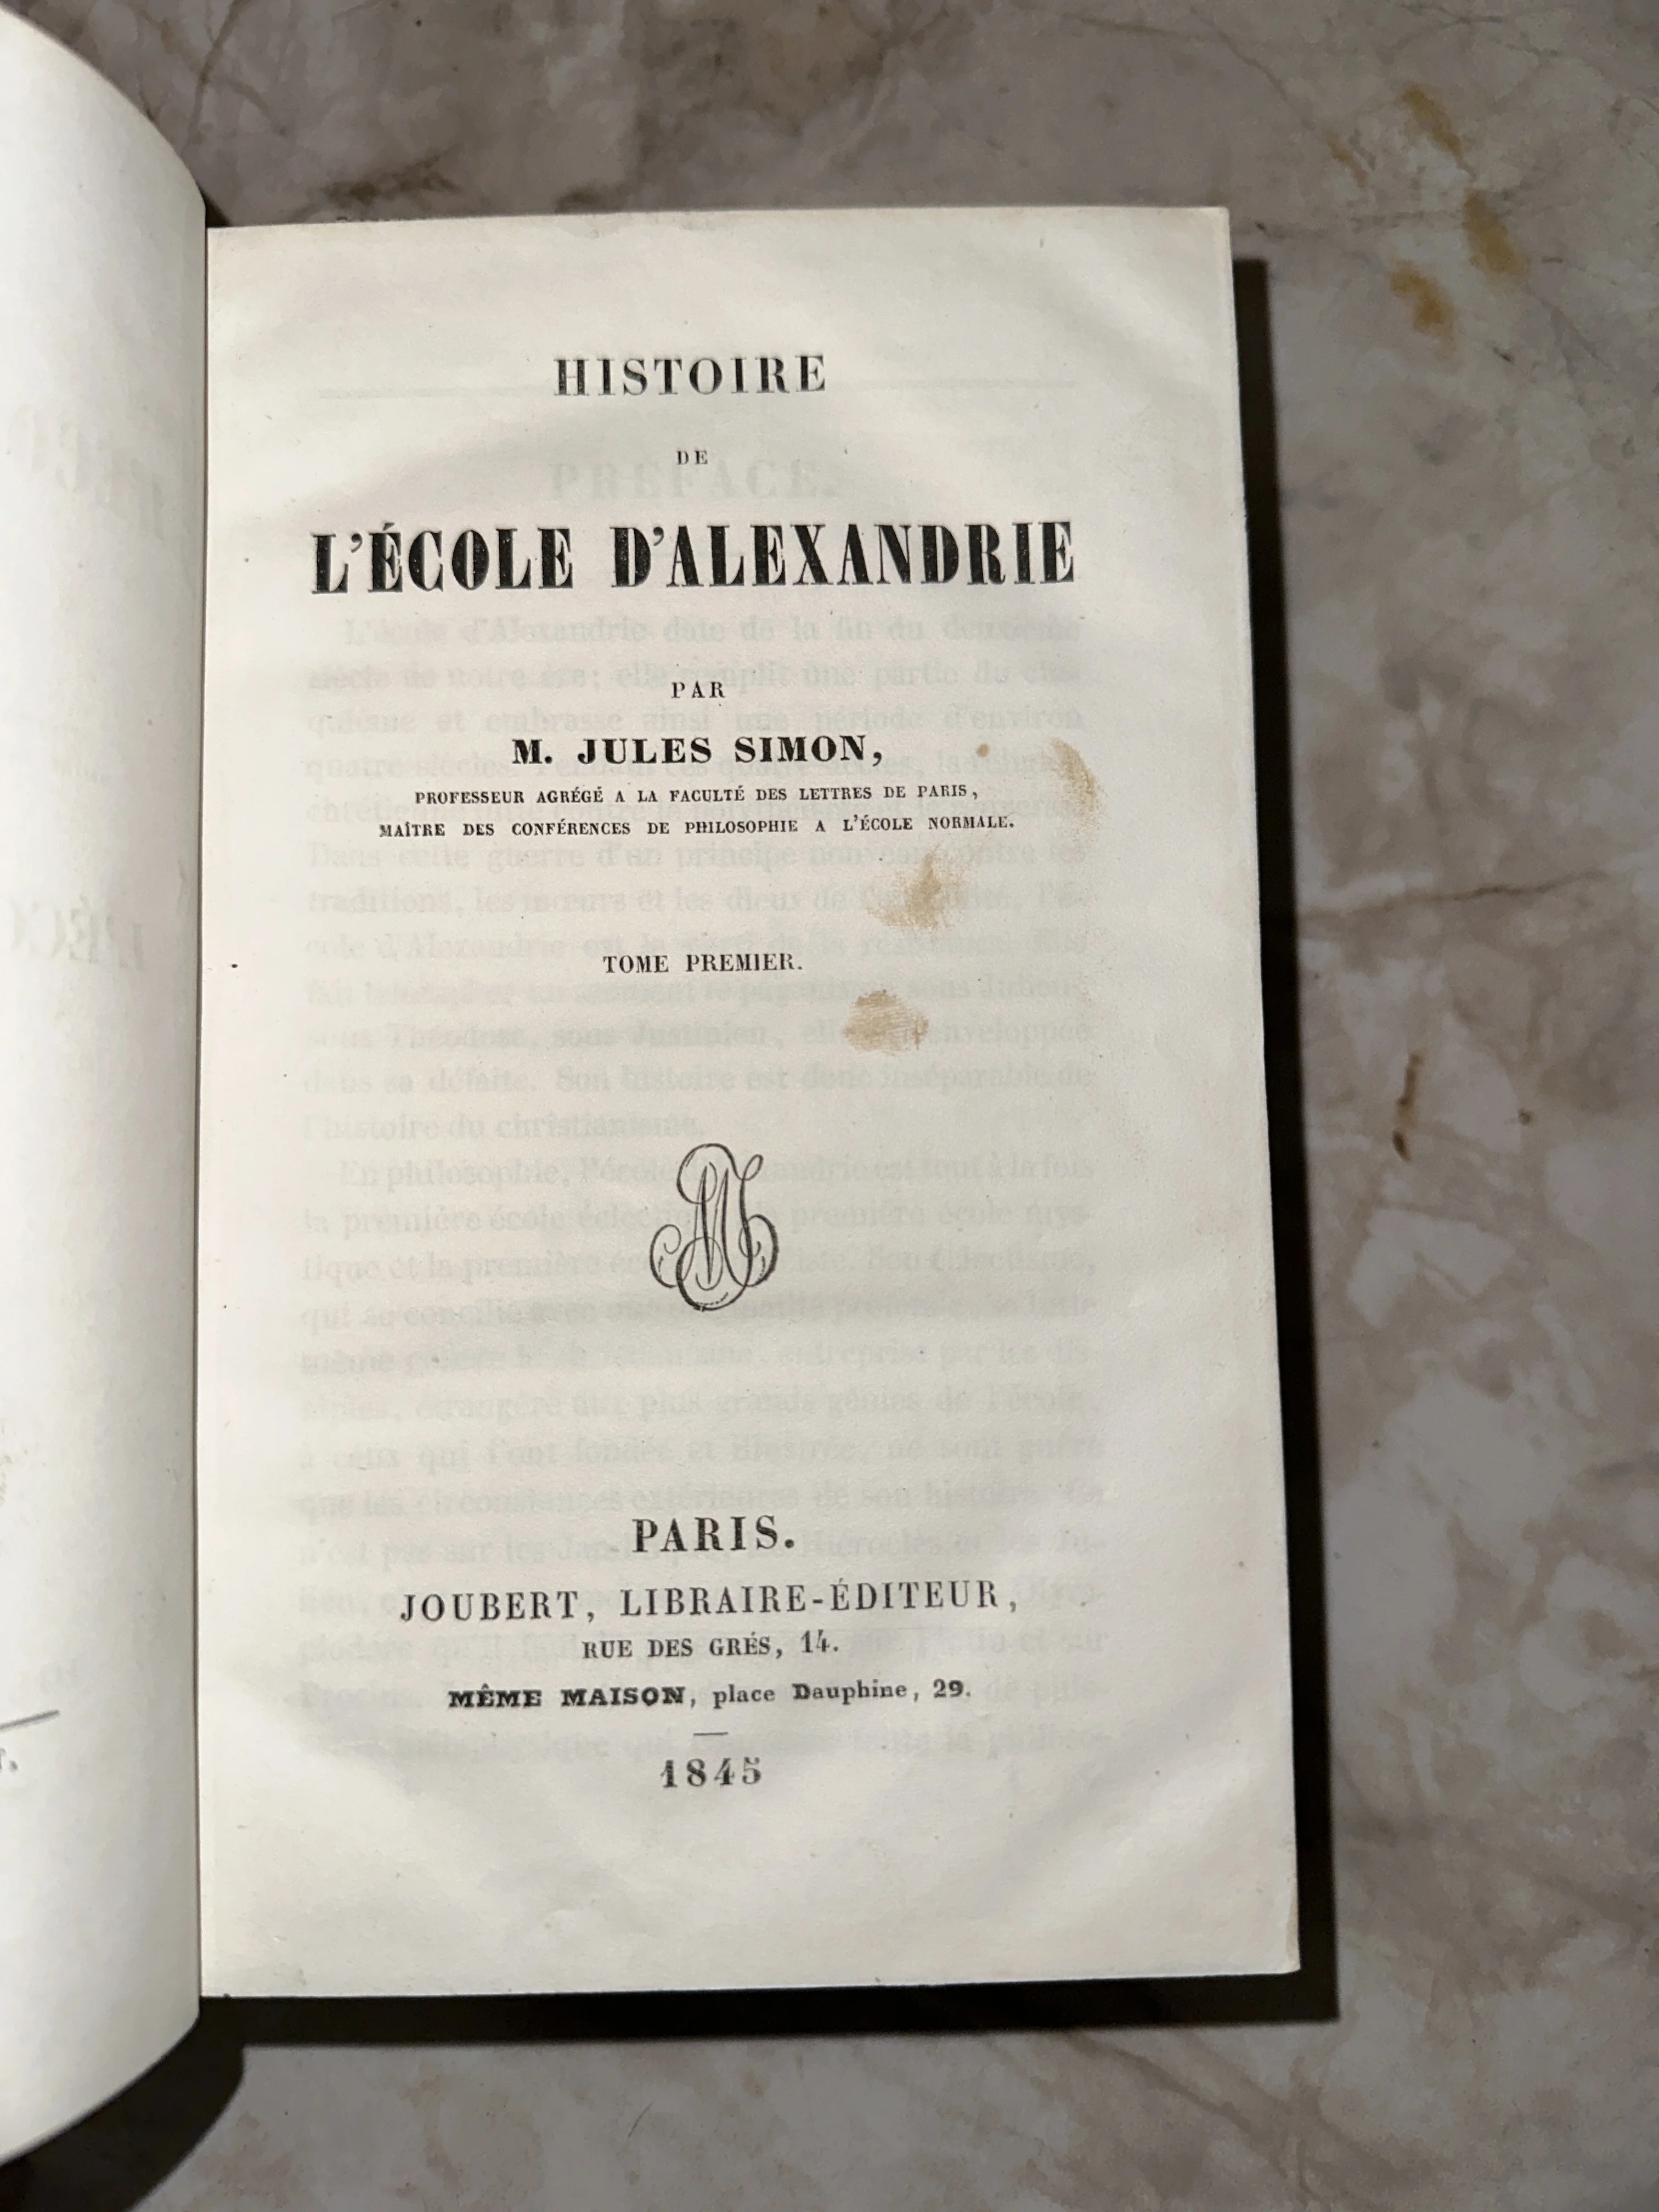 HISTOIRE
DE
L'ÉCOLE D'ALEXANDRIE
PAR
M. JULES SIMON,
PROFESSEUR AGRÉGÉ A LA FACULTÉ DES LETTRES DE PARIS,
MAÎTRE DES CONFÉRENCES DE PHILOSOPHIE A L'ÉCOLE NORMALE.
TOME PREMIER.
PARIS.
JOUBERT, LIBRAIRE-ÉDITEUR,
RUE DES GRÉS, 14.
MÊME MAISON, place Dauphine, 29.
1845